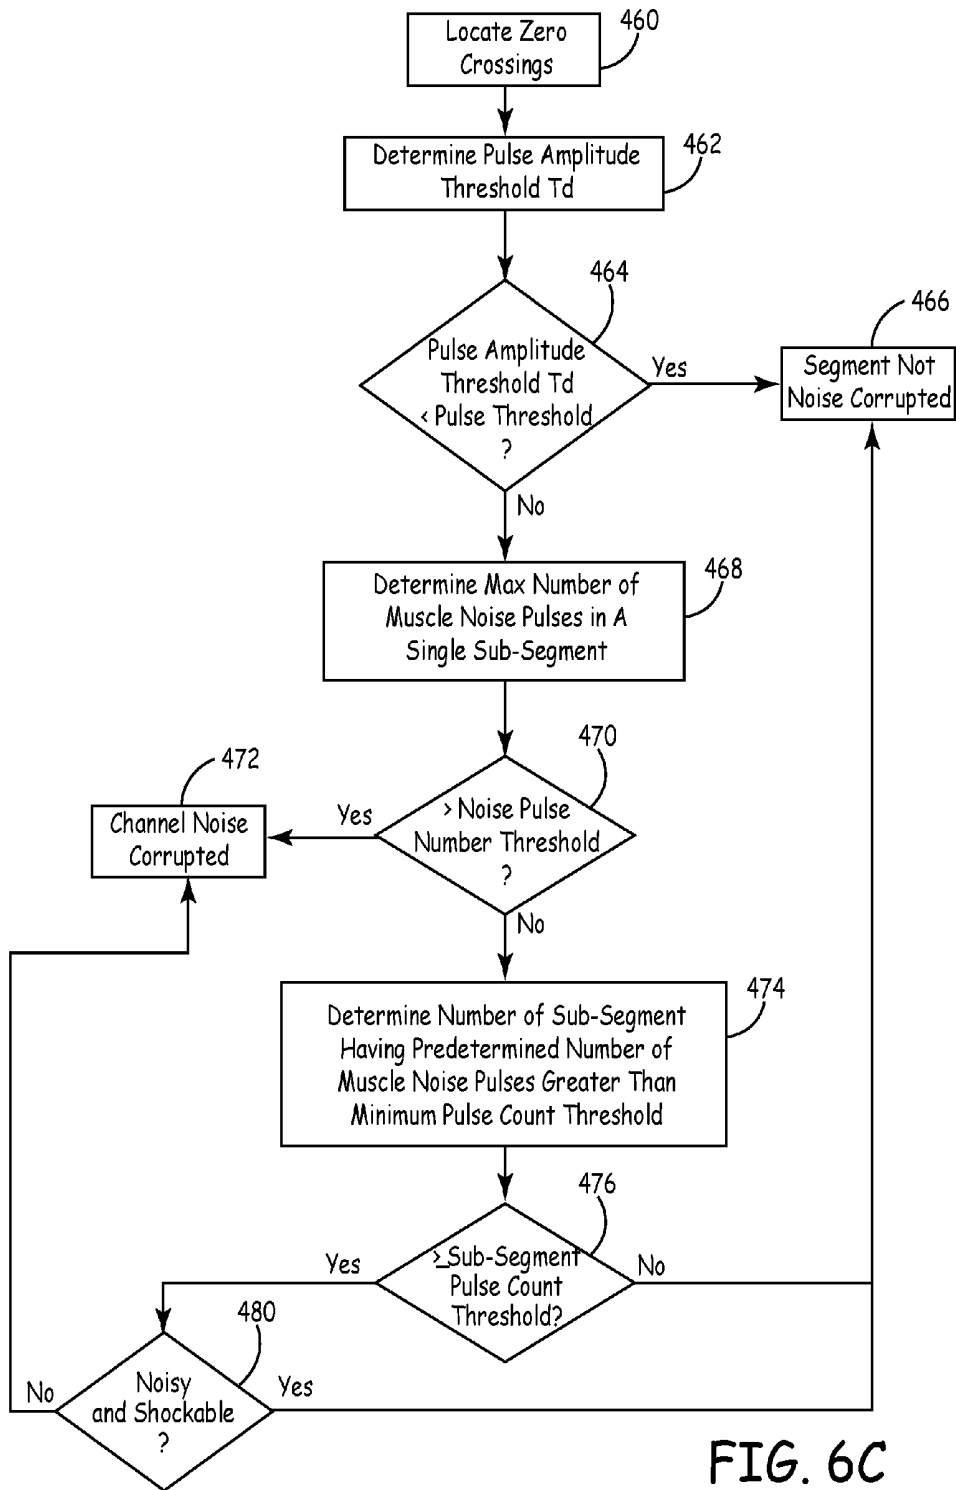 Locate Zero
Crossings
460
Determine Pulse Amplitude
Threshold Td
462
464
Pulse Amplitude
Threshold Td
< Pulse Threshold
?
Yes
466
Segment Not
Noise Corrupted
No
Determine Max Number of
Muscle Noise Pulses in A
Single Sub-Segment
468
470
> Noise Pulse
Number Threshold
?
Yes
472
Channel Noise
Corrupted
No
Determine Number of Sub-Segment
Having Predetermined Number of
Muscle Noise Pulses Greater Than
Minimum Pulse Count Threshold
474
476
>_Sub-Segment
Pulse Count
Threshold?
Yes
No
480
Noisy
and Shockable
?
No
Yes
FIG. 6C